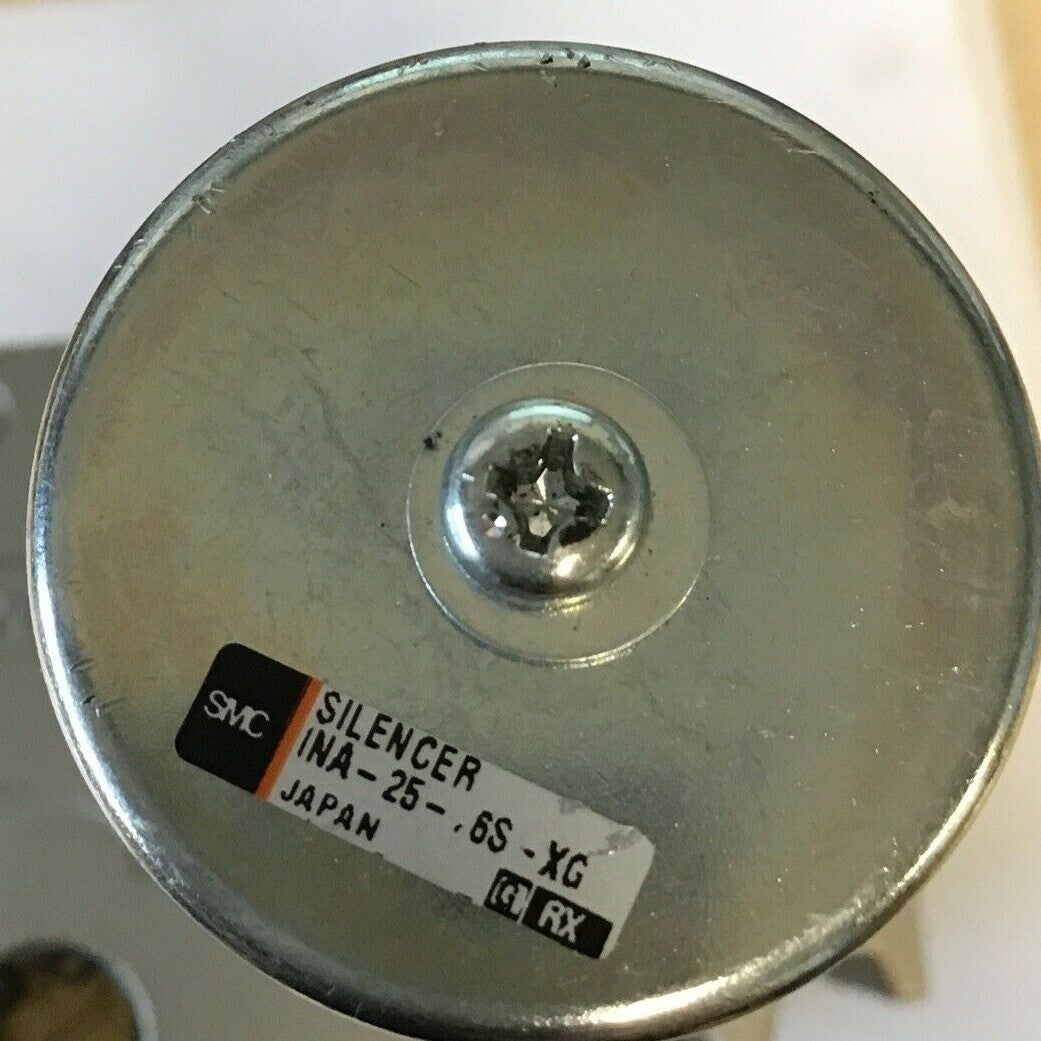 SMC
SILENCER
INA-25-.6S-XG
JAPAN
[G] RX